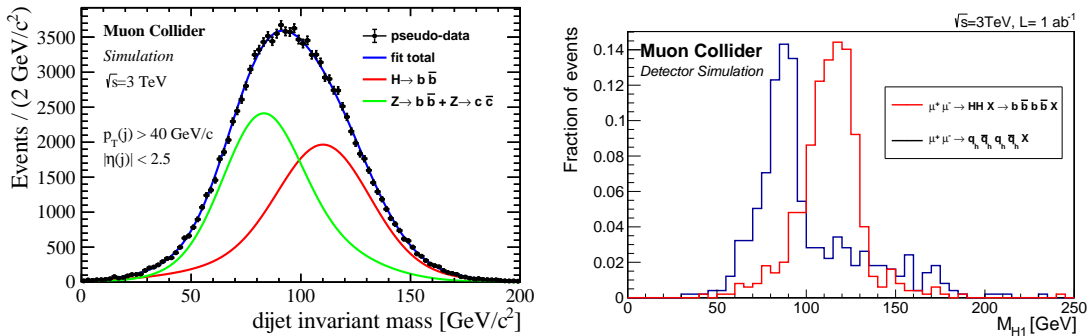 Events / (2 GeV/c²)
3500
3000
2500
2000
1500
1000
500
0
Muon Collider
Simulation
√s=3 TeV
p_T(j) > 40 GeV/c
|η(j)| < 2.5
pseudo-data
fit total
H→ b b̅
Z→ b b̅ + Z→ c c̅
0 50 100 150 200
dijet invariant mass [GeV/c²]
√s=3TeV, L= 1 ab⁻¹
Fraction of events
0.14
0.12
0.1
0.08
0.06
0.04
0.02
0
Muon Collider
Detector Simulation
μ⁺ μ⁻ → HH X → b b̅ b b̅ X
μ⁺ μ⁻ → q_h q̅_h q_h q̅_h X
0 50 100 150 200 250
M_H1 [GeV]